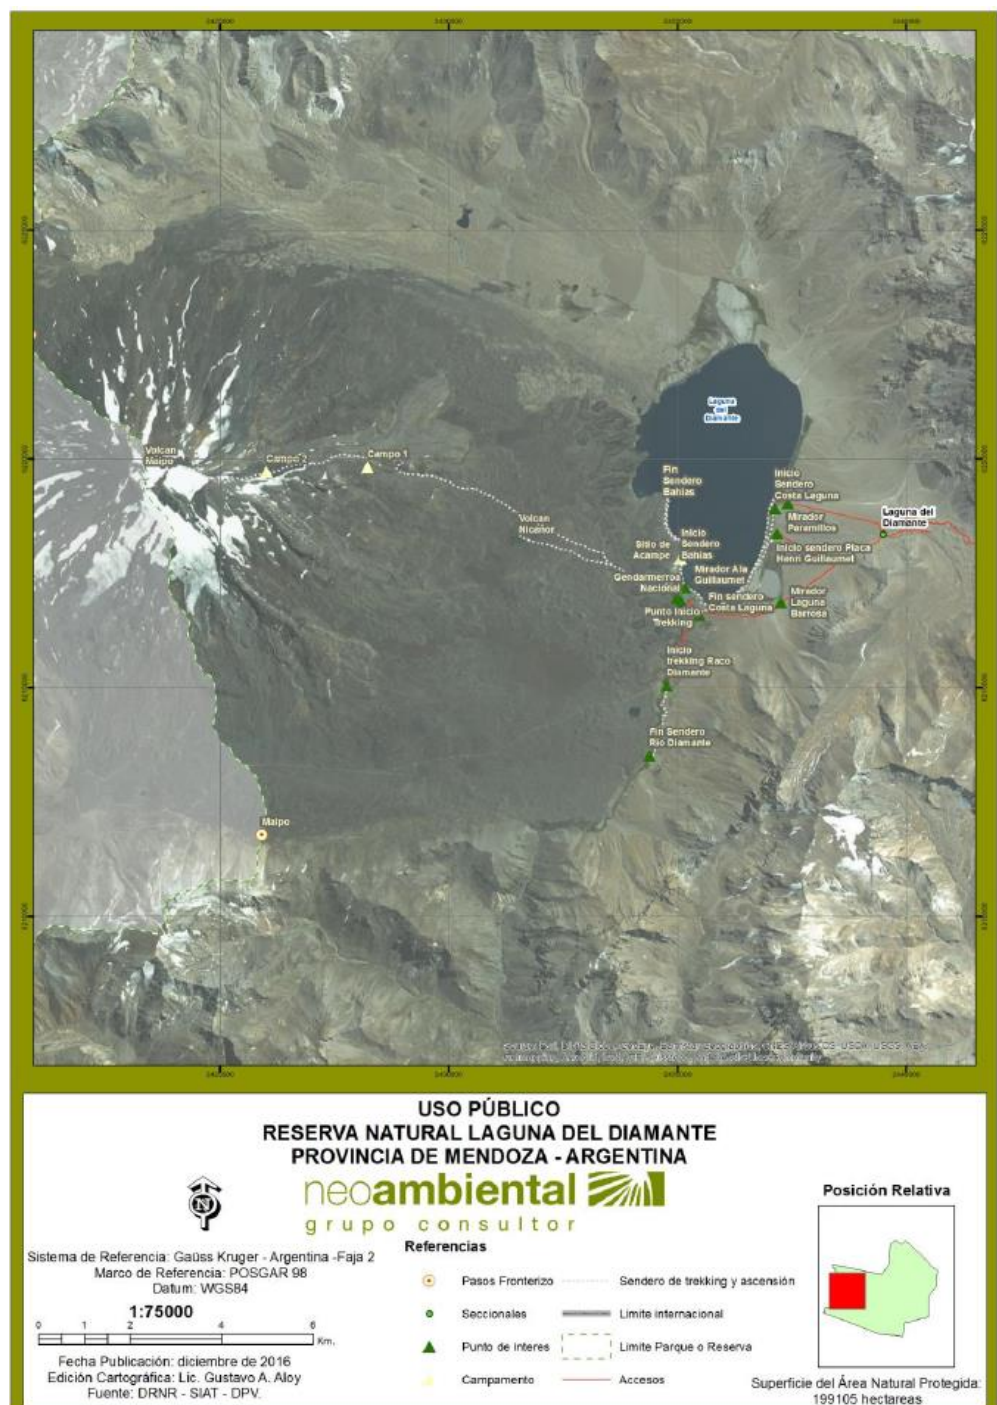 Laguna
del
Diamante
Volcan
Maipo
Campo 2
Campo 1
Fin
Sendero
Bahías
Inicio
Sendero
Costa Laguna
Laguna del
Diamante
Mirador
Paramillos
Volcan
Nicanor
Sitio de
Acampe
Inicio
Sendero
Bahías
Inicio sendero Placa
Henri Guillaumet
Mirador Ala
Guillaumet
Gendarmeroa
Nacional
Fin sendero
Costa Laguna
Mirador
Laguna
Barrosa
Punto Inicio
Trekking
Inicio
trekking Raco
Diamante
Fin Sendero
Rio Diamante
Maipo
USO PÚBLICO
RESERVA NATURAL LAGUNA DEL DIAMANTE
PROVINCIA DE MENDOZA - ARGENTINA
neoambiental
grupo consultor
N
Sistema de Referencia: Gaüss Kruger - Argentina -Faja 2
Marco de Referencia: POSGAR 98
Datum: WGS84
1:75000
0 1 2 4 6
Km.
Fecha Publicación: diciembre de 2016
Edición Cartográfica: Lic. Gustavo A. Aloy
Fuente: DRNR - SIAT - DPV.
Referencias
Pasos Fronterizo
Sendero de trekking y ascensión
Seccionales
Limite internacional
Punto de interes
Limite Parque o Reserva
Campamento
Accesos
Posición Relativa
Superficie del Área Natural Protegida:
199105 hectareas